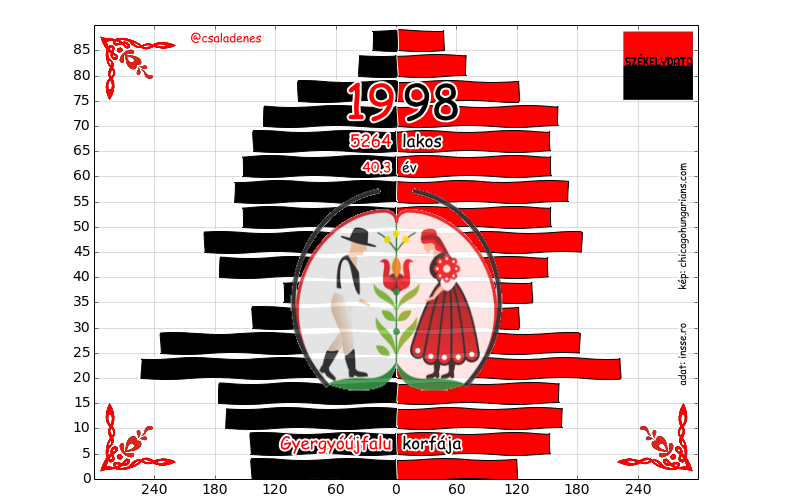 @csaladenes
SZÉKELYDATA
1998
5264 lakos
40.3 év
kép: chicagohungarians.com
adat: insse.ro
Gyergyóújfalu korfája
85
80
75
70
65
60
55
50
45
40
35
30
25
20
15
10
5
0
240 180 120 60 0 60 120 180 240